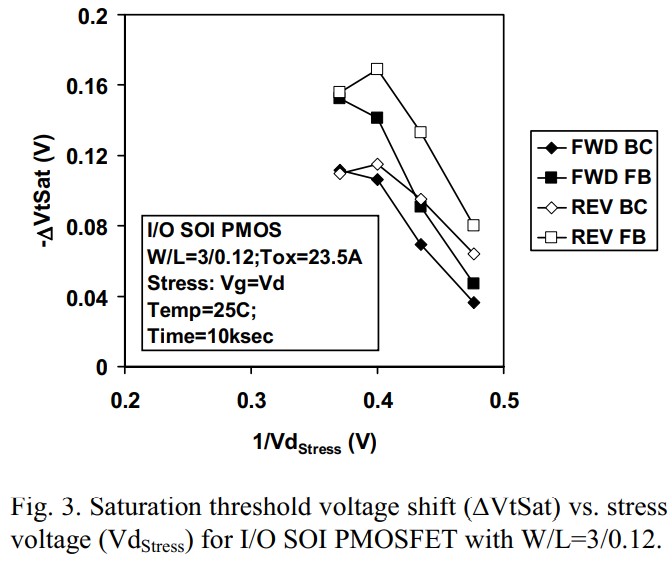 0.2
0.16
0.12
0.08
0.04
0
-ΔVtSat (V)
I/O SOI PMOS
W/L=3/0.12;Tox=23.5A
Stress: Vg=Vd
Temp=25C;
Time=10ksec
0.2 0.3 0.4 0.5
1/VdStress (V)
FWD BC
FWD FB
REV BC
REV FB
Fig. 3. Saturation threshold voltage shift (ΔVtSat) vs. stress
voltage (VdStress) for I/O SOI PMOSFET with W/L=3/0.12.